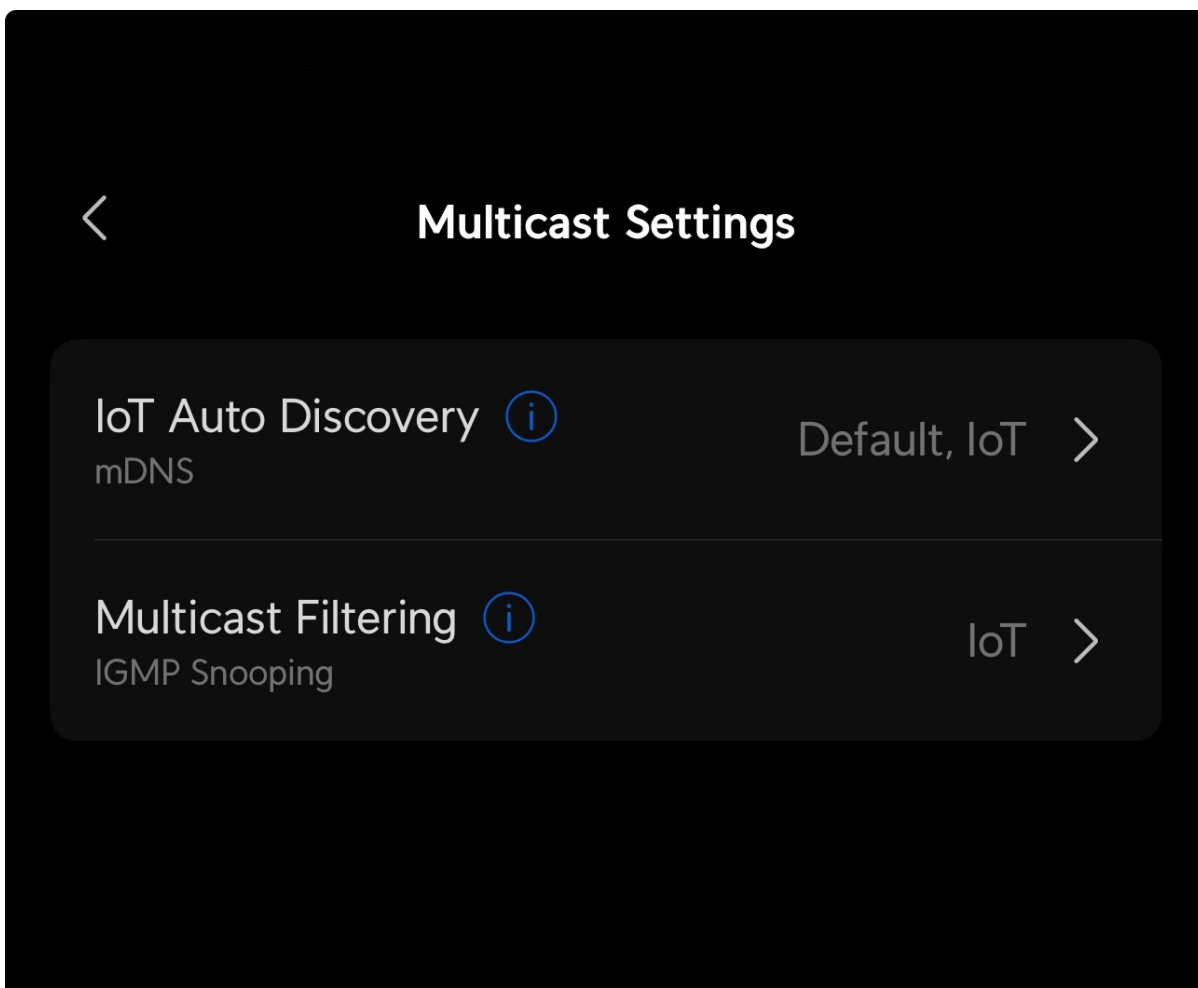 Multicast Settings
IoT Auto Discovery
mDNS
Default, IoT
Multicast Filtering
IGMP Snooping
IoT